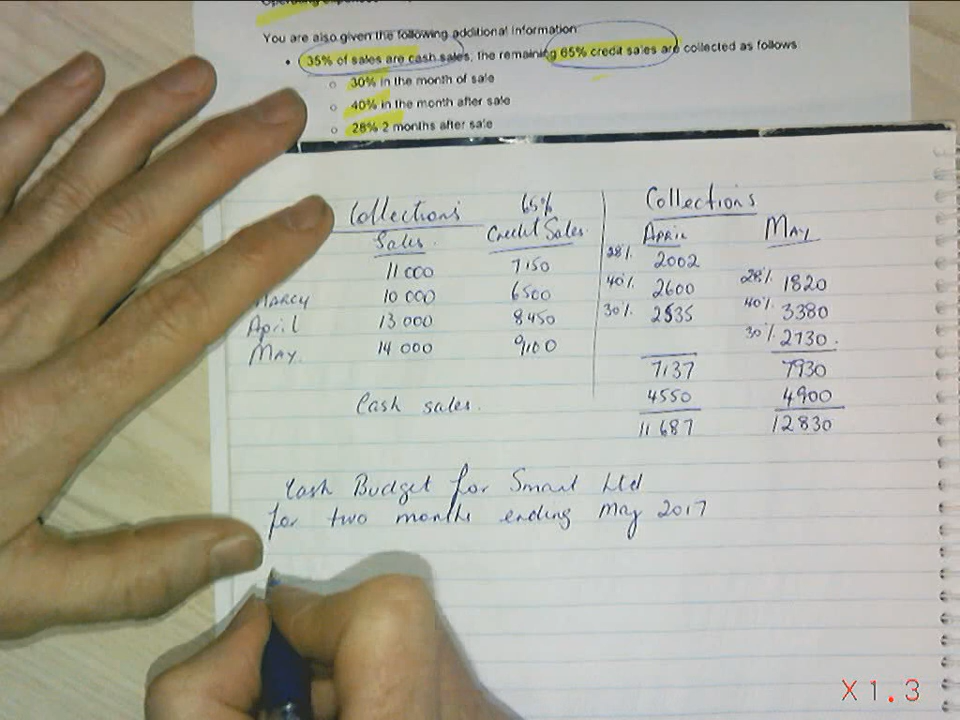 Operating expenses
You are also given the following additional information:
• 35% of sales are cash sales, the remaining 65% credit sales are collected as follows:
o 30% in the month of sale
o 40% in the month after sale
o 28% 2 months after sale
Collections 65% Collections
Sales Credit Sales April May
11 000 7150 28% 2002
March 10 000 6500 40% 2600 28% 1820
April 13 000 8450 30% 2535 40% 3380
May 14 000 9100 30% 2730
7137 7930
Cash sales. 4550 4900
11 687 12830
Cash Budget for Smart Ltd
for two months ending May 2017
X1.3